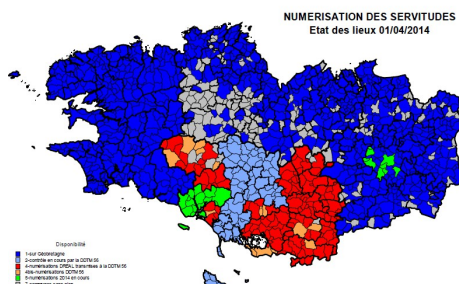 NUMERISATION DES SERVITUDES
Etat des lieux 01/04/2014
Disponibilité
1-sur Géobretagne
2-contrôle en cours par la DDTM 56
4-numérisations DREAL transmises à la DDTM 56
4bis-numérisations DDTM 56
5-numérisations 2014 en cours